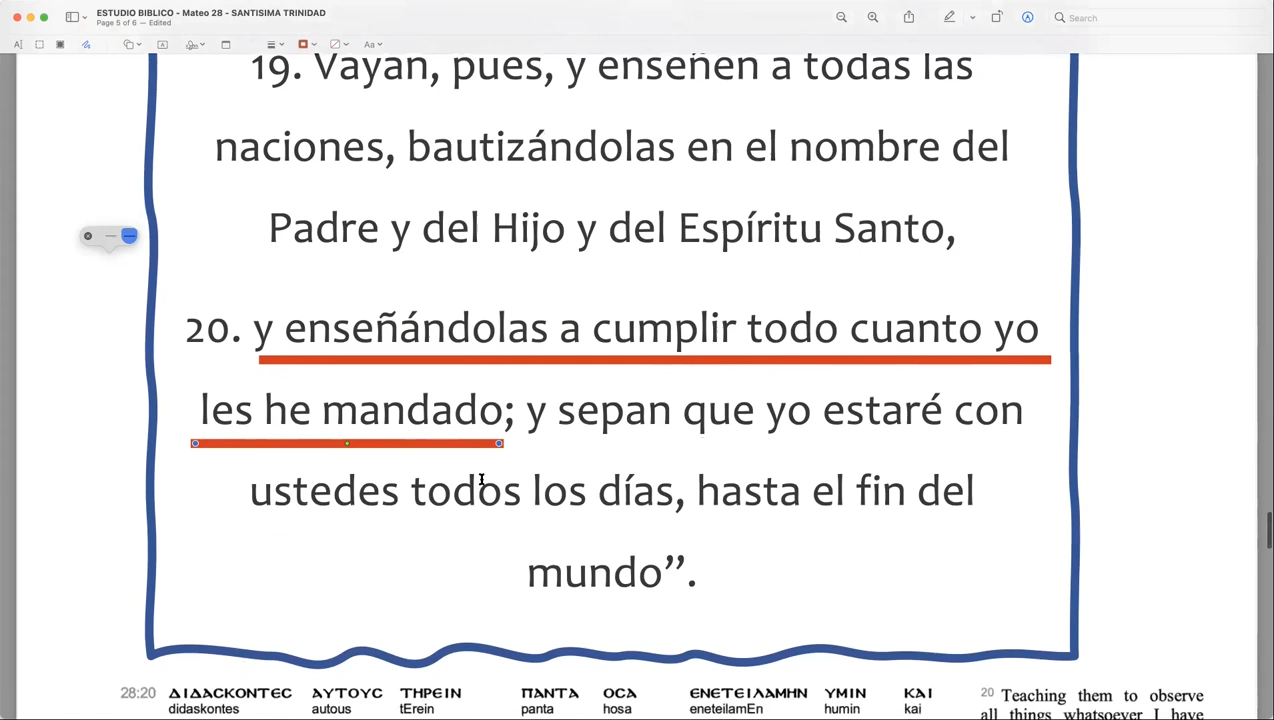 ESTUDIO BIBLICO - Mateo 28 - SANTISIMA TRINIDAD
Page 5 of 6 — Edited
Search
Aa
19. Vayan, pues, y enseñen a todas las
naciones, bautizándolas en el nombre del
Padre y del Hijo y del Espíritu Santo,
20. y enseñándolas a cumplir todo cuanto yo
les he mandado; y sepan que yo estaré con
ustedes todos los días, hasta el fin del
mundo”.
28:20 ΔΙΔΑϹΚΟΝΤΕϹ ΑΥΤΟΥϹ ΤΗΡΕΙΝ ΠΑΝΤΑ ΟϹΑ ΕΝΕΤΕΙΛΑΜΗΝ ΥΜΙΝ ΚΑΙ
didaskontes autous tErein panta hosa eneteilamEn humin kai
20 Teaching them to observe
all things whatsoever I have